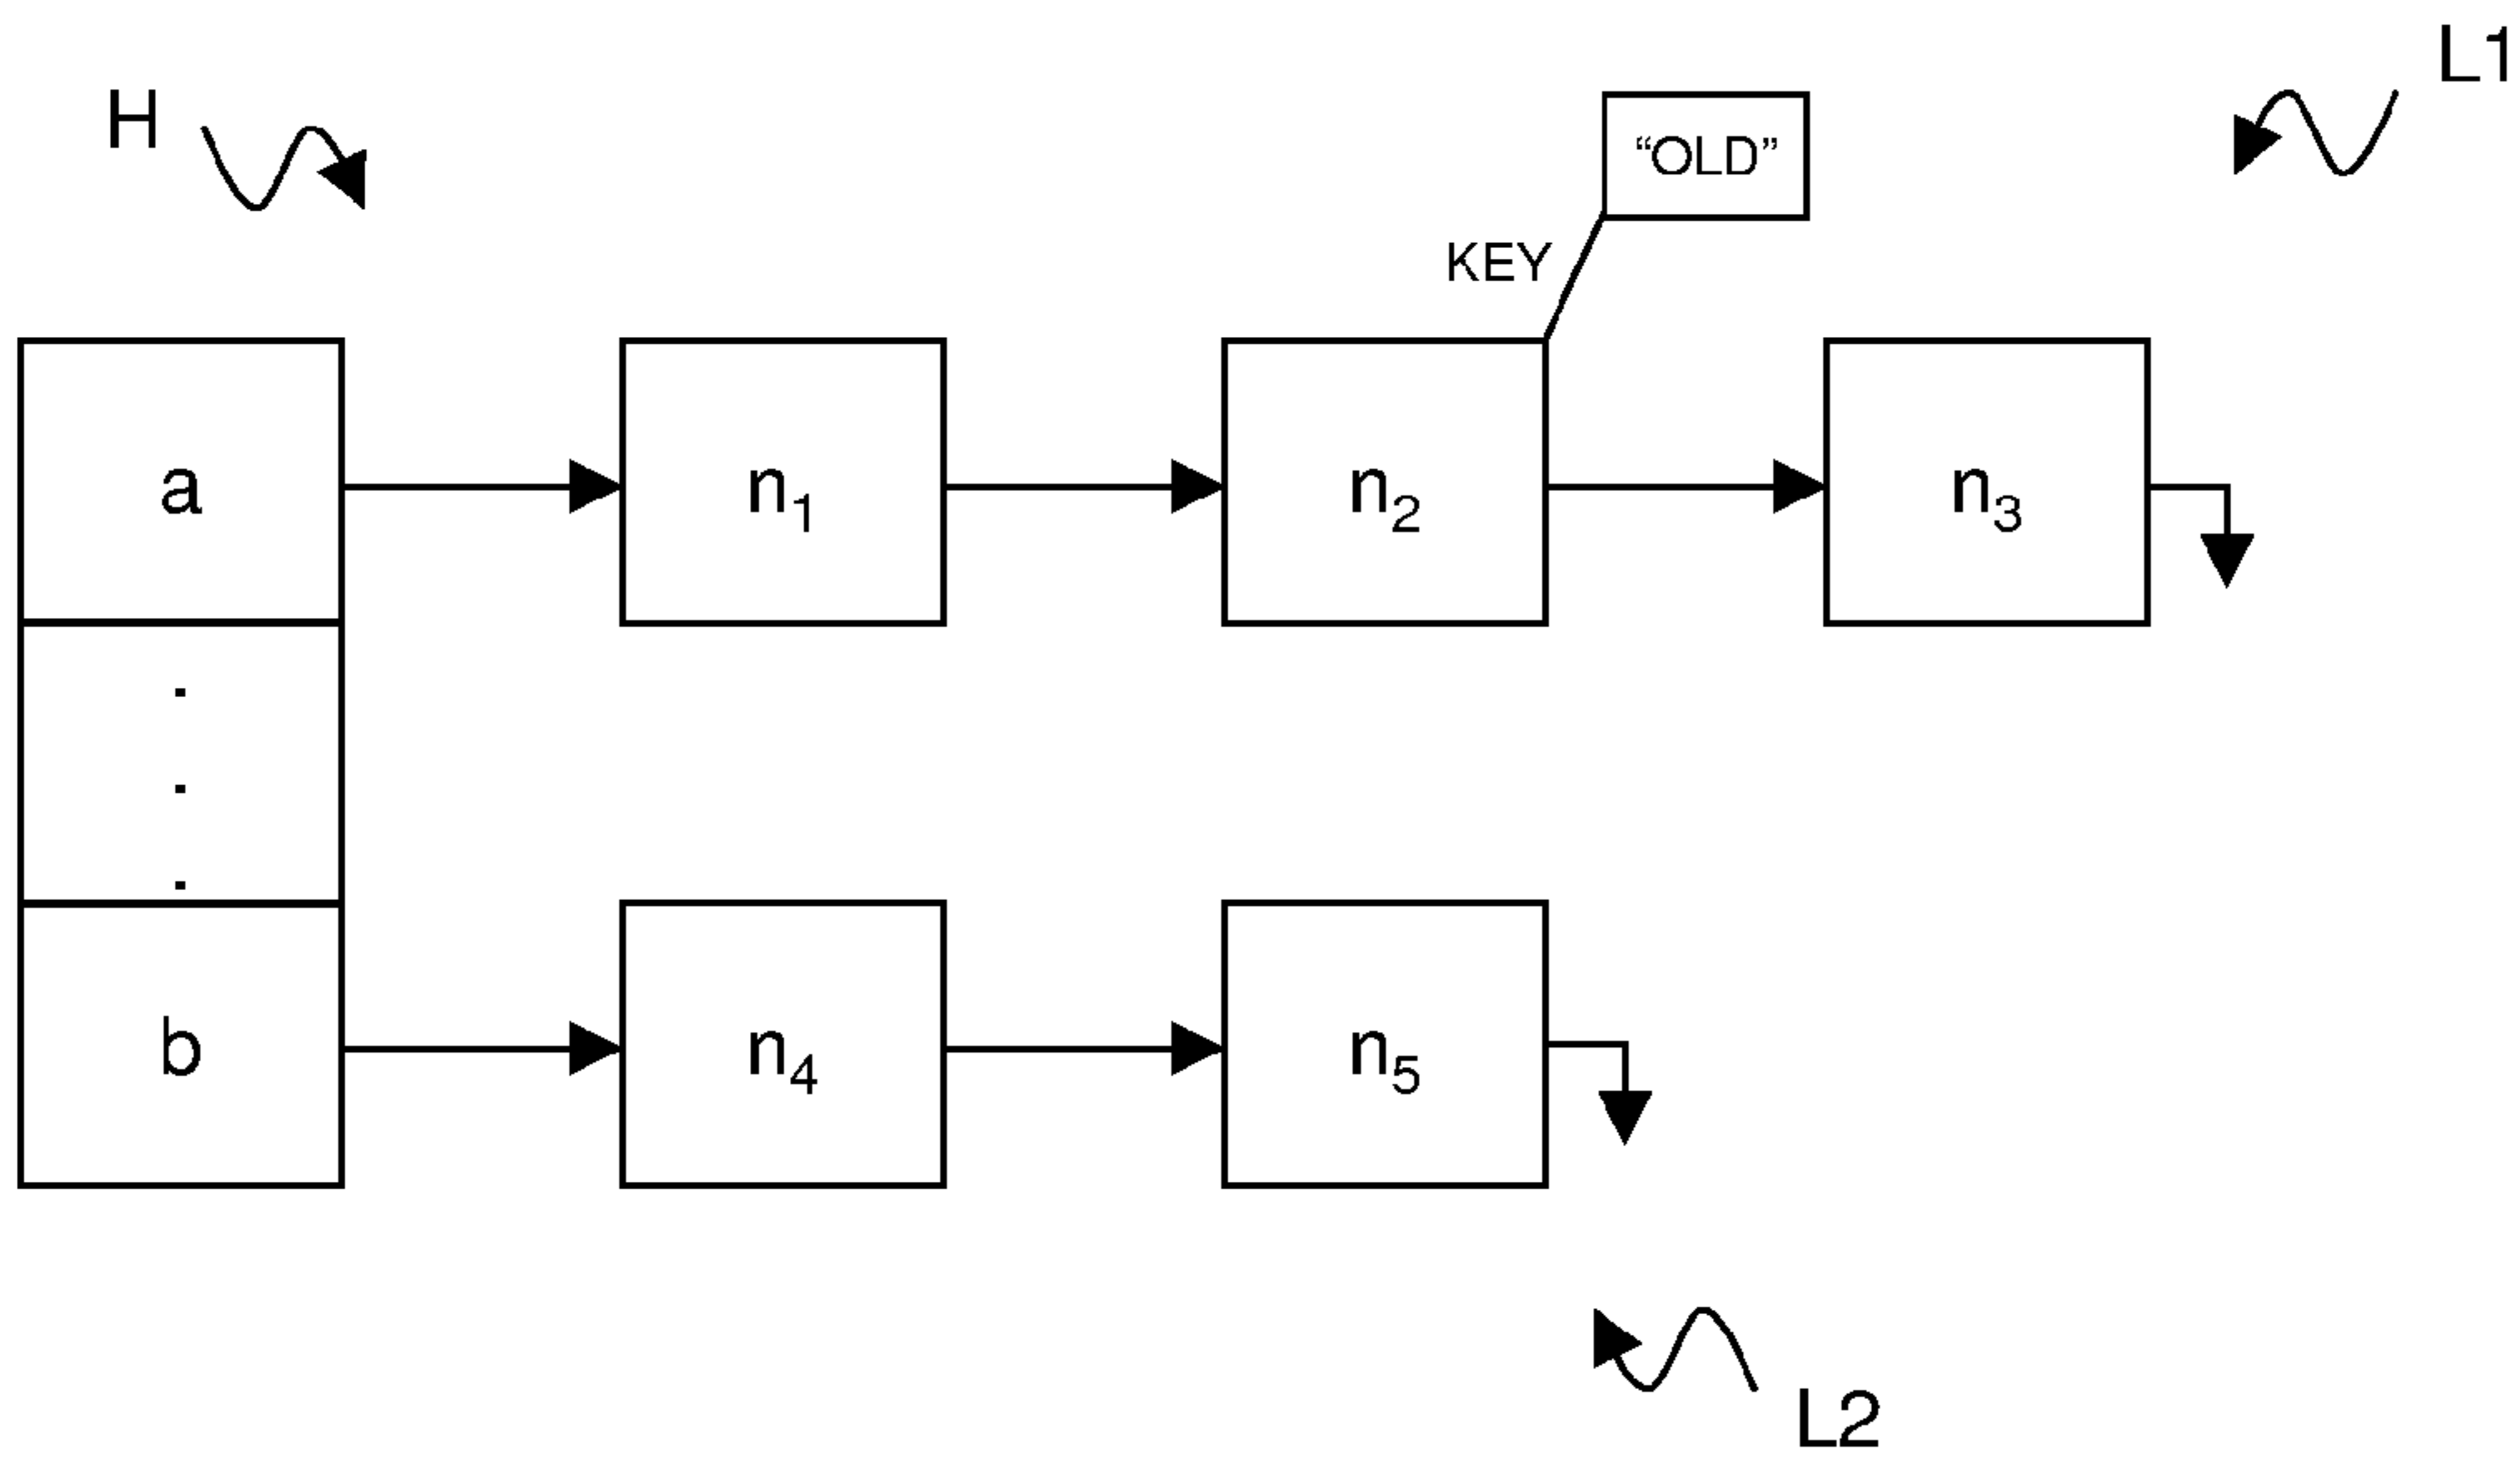 L1
H
“OLD”
KEY
a
n₁
n₂
n₃
.
.
.
b
n₄
n₅
L2